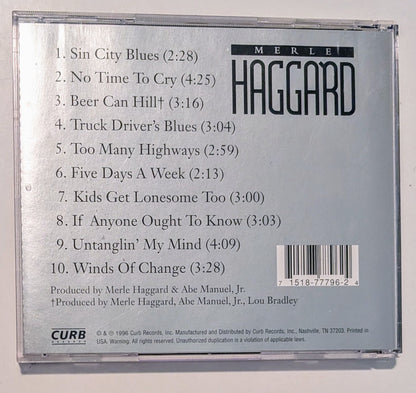 MERLE
HAGGARD
1. Sin City Blues (2:28)
2. No Time To Cry (4:25)
3. Beer Can Hill† (3:16)
4. Truck Driver's Blues (3:04)
5. Too Many Highways (2:59)
6. Five Days A Week (2:13)
7. Kids Get Lonesome Too (3:00)
8. If Anyone Ought To Know (3:03)
9. Untanglin' My Mind (4:09)
10. Winds Of Change (3:28)
Produced by Merle Haggard & Abe Manuel, Jr.
†Produced by Merle Haggard, Abe Manuel, Jr., Lou Bradley
7 1518-77796-2 4
CURB
RECORDS
© & ℗ 1996 Curb Records, Inc. Manufactured and Distributed by Curb Records, Inc., Nashville, TN 37203. Printed in
USA. Warning: All rights reserved. Unauthorized duplication is a violation of applicable laws.